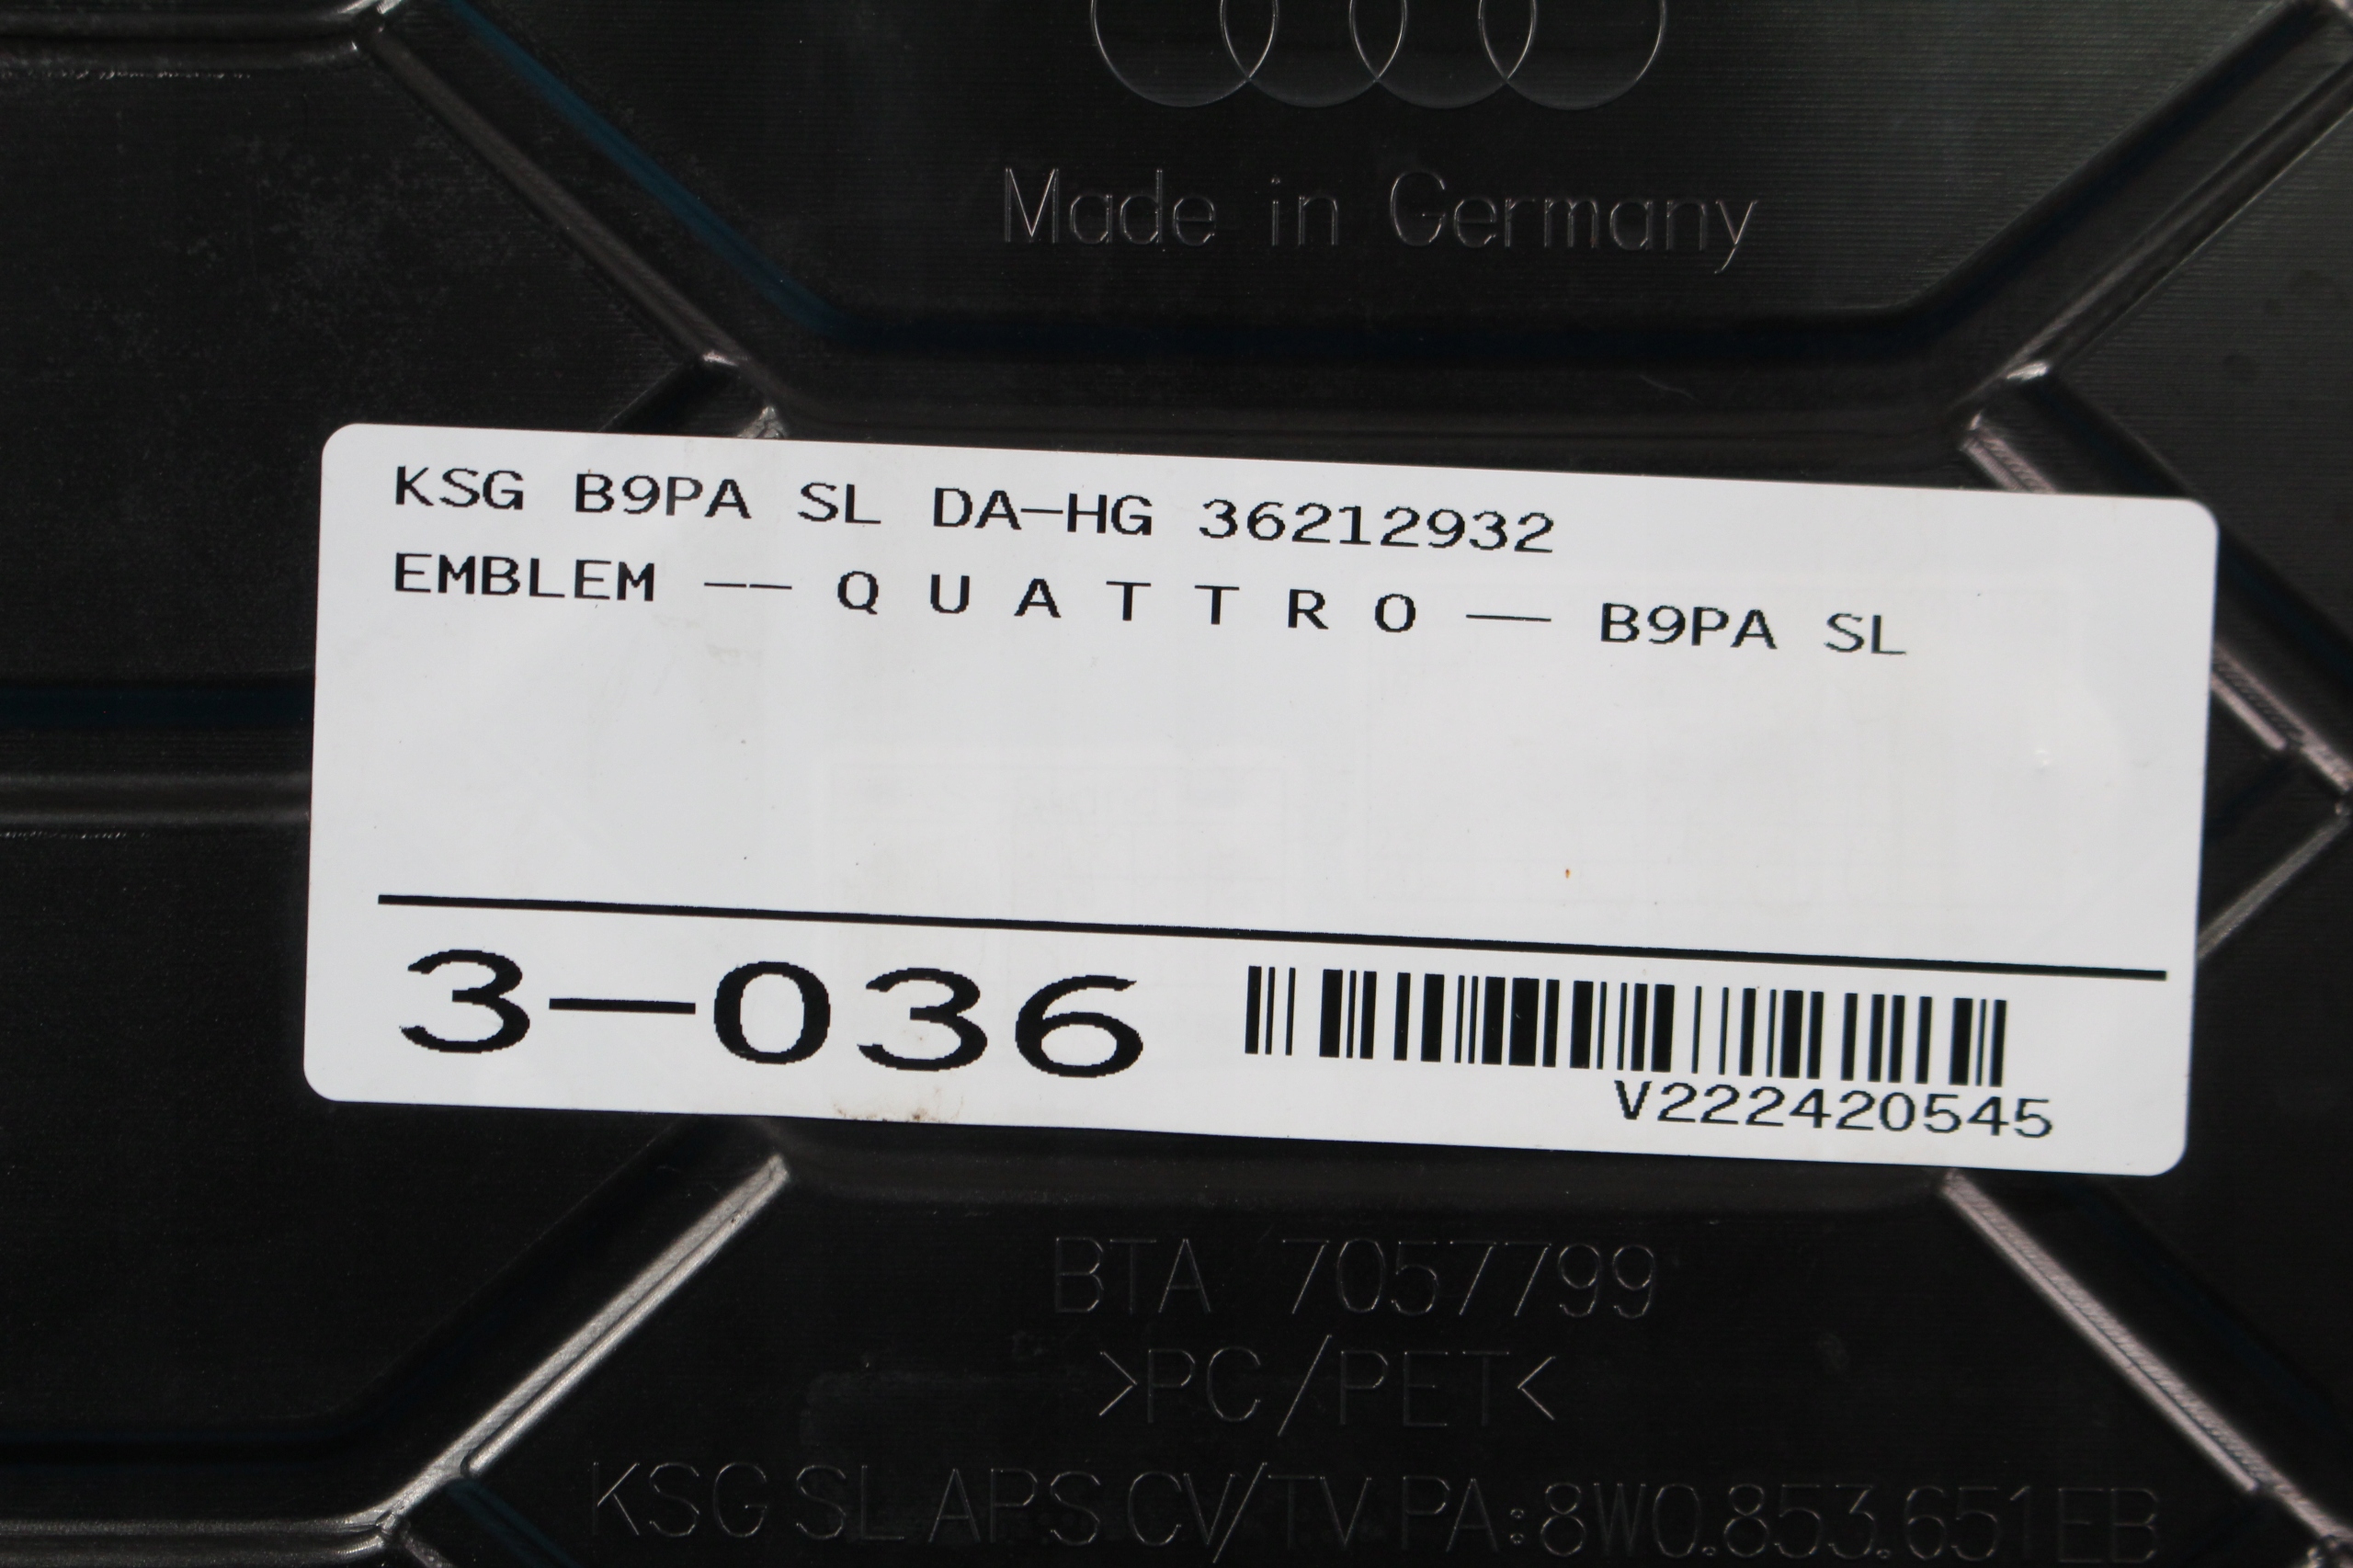 Made in Germany
KSG B9PA SL DA-HG 36212932
EMBLEM -- Q U A T T R O — B9PA SL
3-036
V222420545
BTA 7057799
>PC/PET<
KSG SL APS CV/TV PA:8W0.853.651EB